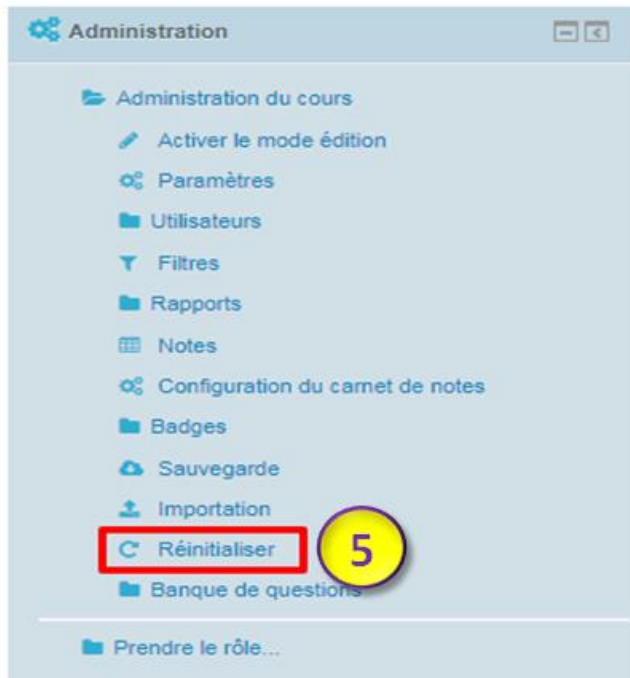 Administration
Administration du cours
Activer le mode édition
Paramètres
Utilisateurs
Filtres
Rapports
Notes
Configuration du carnet de notes
Badges
Sauvegarde
Importation
Réinitialiser 5
Banque de questions
Prendre le rôle...